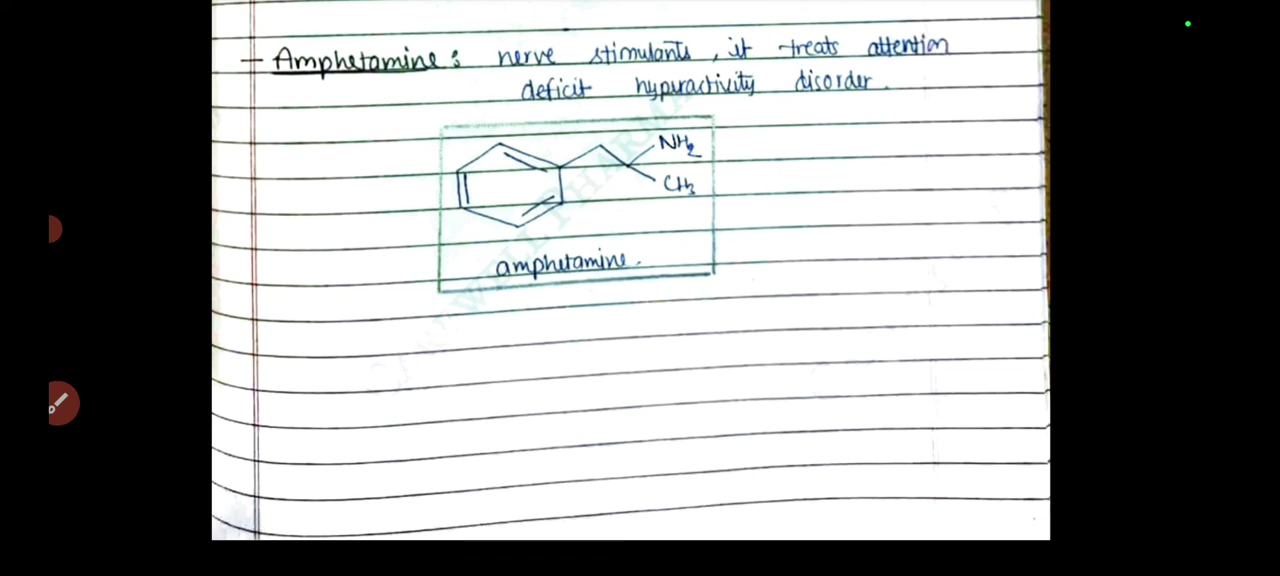 - Amphetamine : nerve stimulants, it treats attention
deficit hyperactivity disorder.
NH2
CH3
amphetamine.